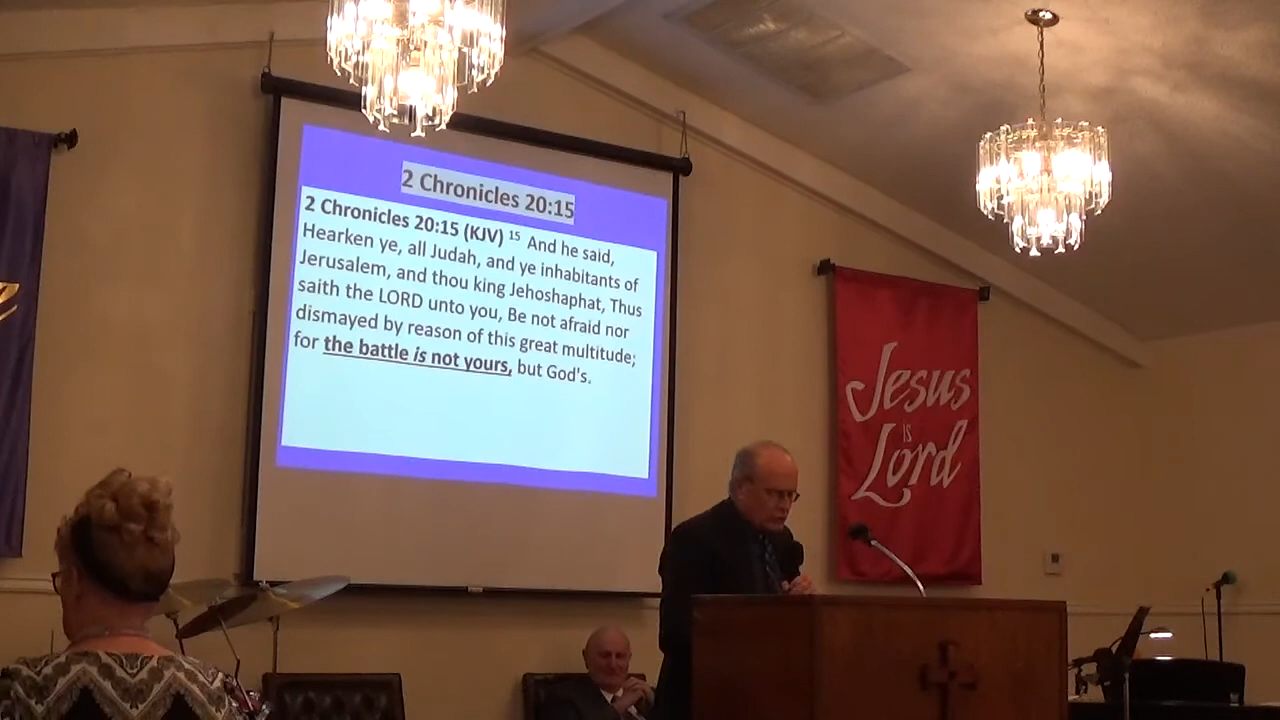 2 Chronicles 20:15
2 Chronicles 20:15 (KJV) 15 And he said,
Hearken ye, all Judah, and ye inhabitants of
Jerusalem, and thou king Jehoshaphat, Thus
saith the LORD unto you, Be not afraid nor
dismayed by reason of this great multitude;
for the battle is not yours, but God's.
Jesus
is
Lord